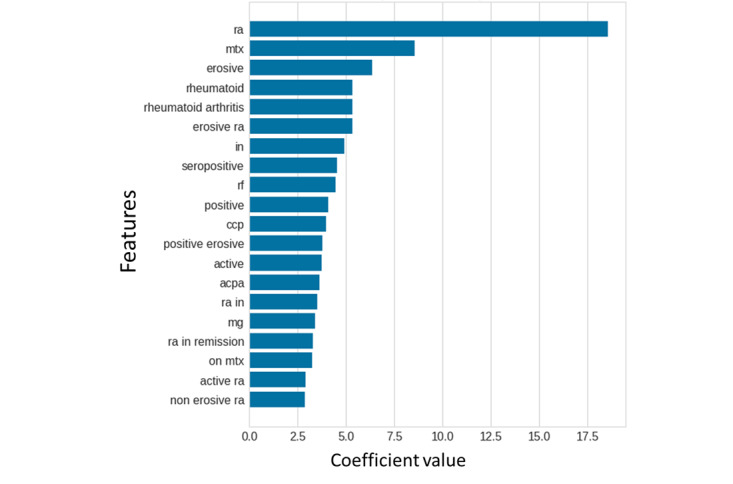 ra
mtx
erosive
rheumatoid
rheumatoid arthritis
erosive ra
in
seropositive
rf
positive
ccp
positive erosive
active
acpa
ra in
mg
ra in remission
on mtx
active ra
non erosive ra
Features
0.0 2.5 5.0 7.5 10.0 12.5 15.0 17.5
Coefficient value